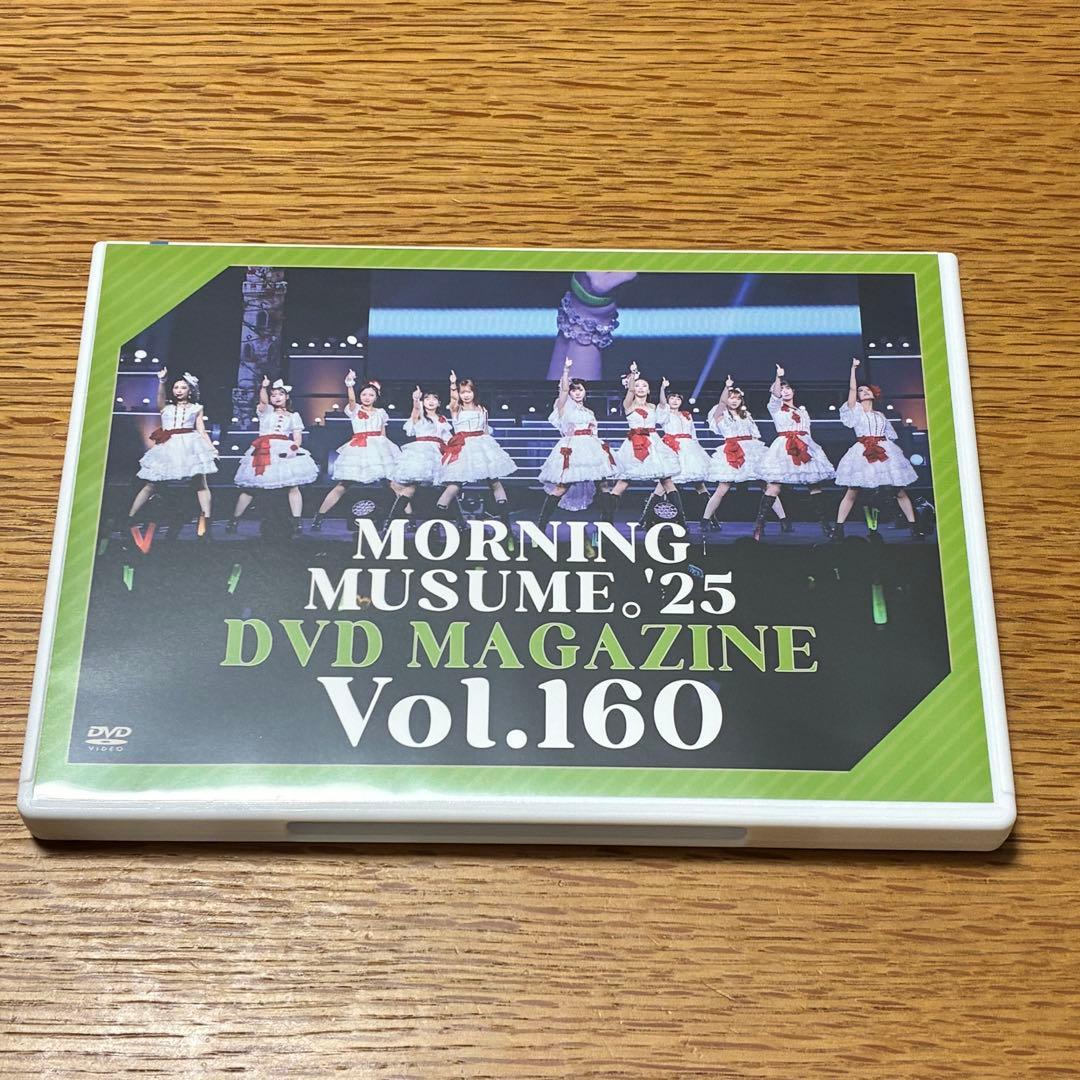 MORNING
MUSUME。'25
DVD MAGAZINE
Vol.160
DVD
VIDEO